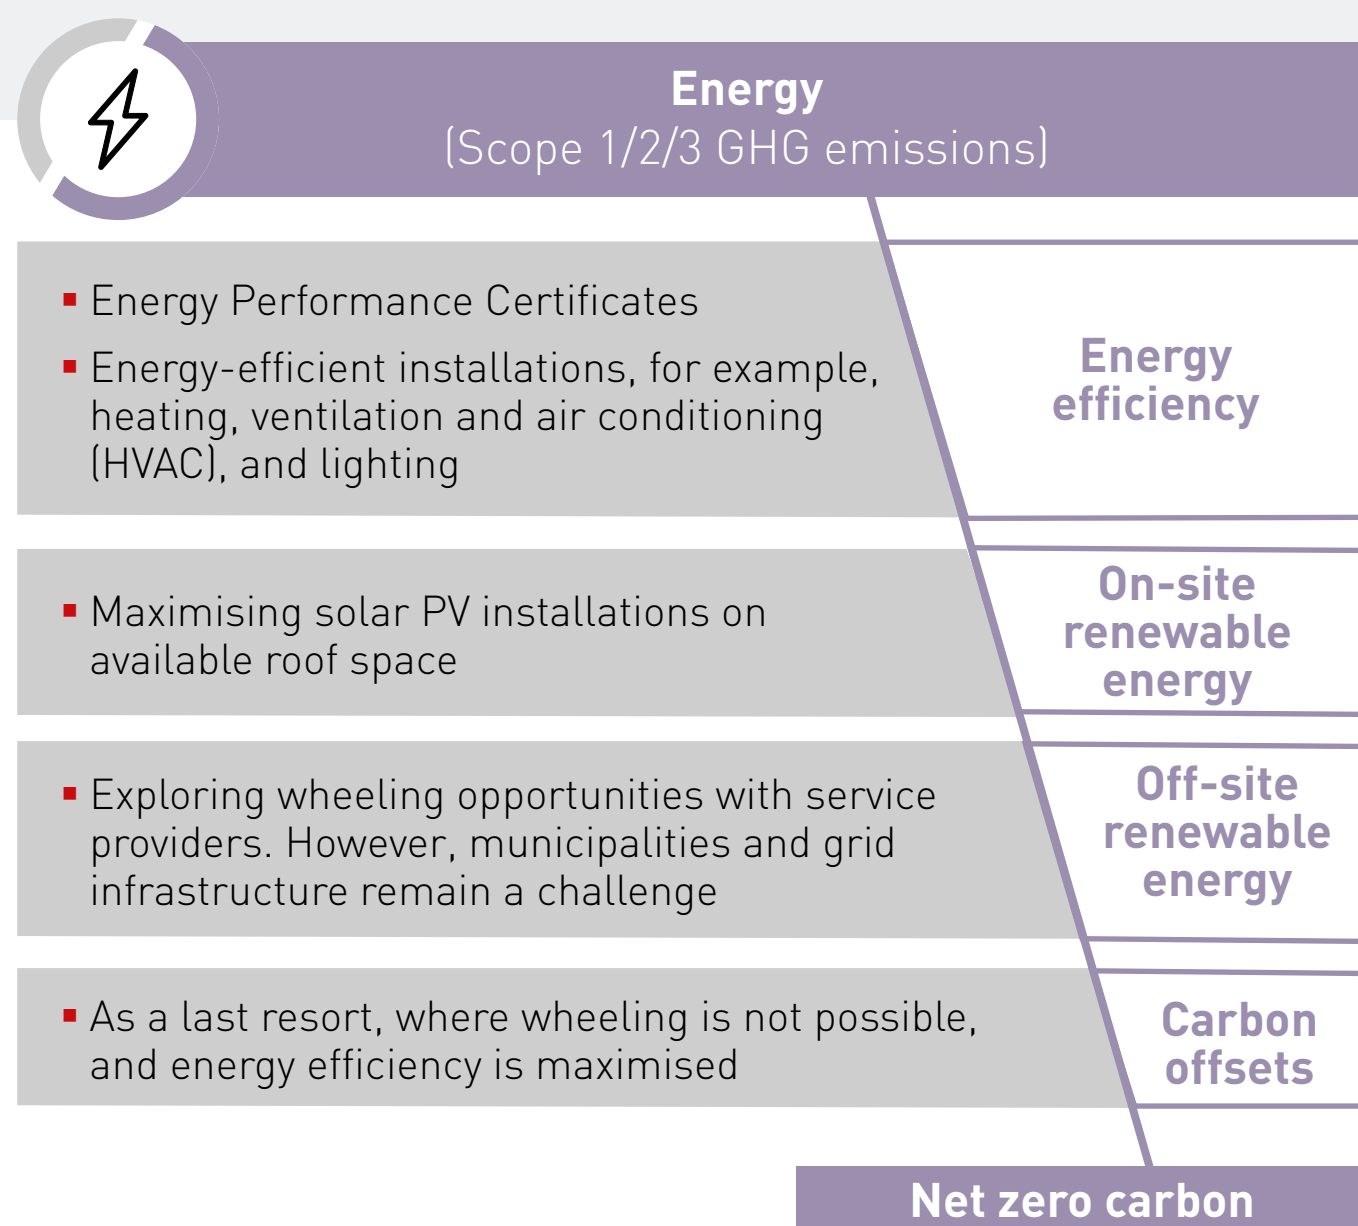 Energy
(Scope 1/2/3 GHG emissions)
▪ Energy Performance Certificates
▪ Energy-efficient installations, for example,
heating, ventilation and air conditioning
(HVAC), and lighting
Energy
efficiency
▪ Maximising solar PV installations on
available roof space
On-site
renewable
energy
▪ Exploring wheeling opportunities with service
providers. However, municipalities and grid
infrastructure remain a challenge
Off-site
renewable
energy
▪ As a last resort, where wheeling is not possible,
and energy efficiency is maximised
Carbon
offsets
Net zero carbon